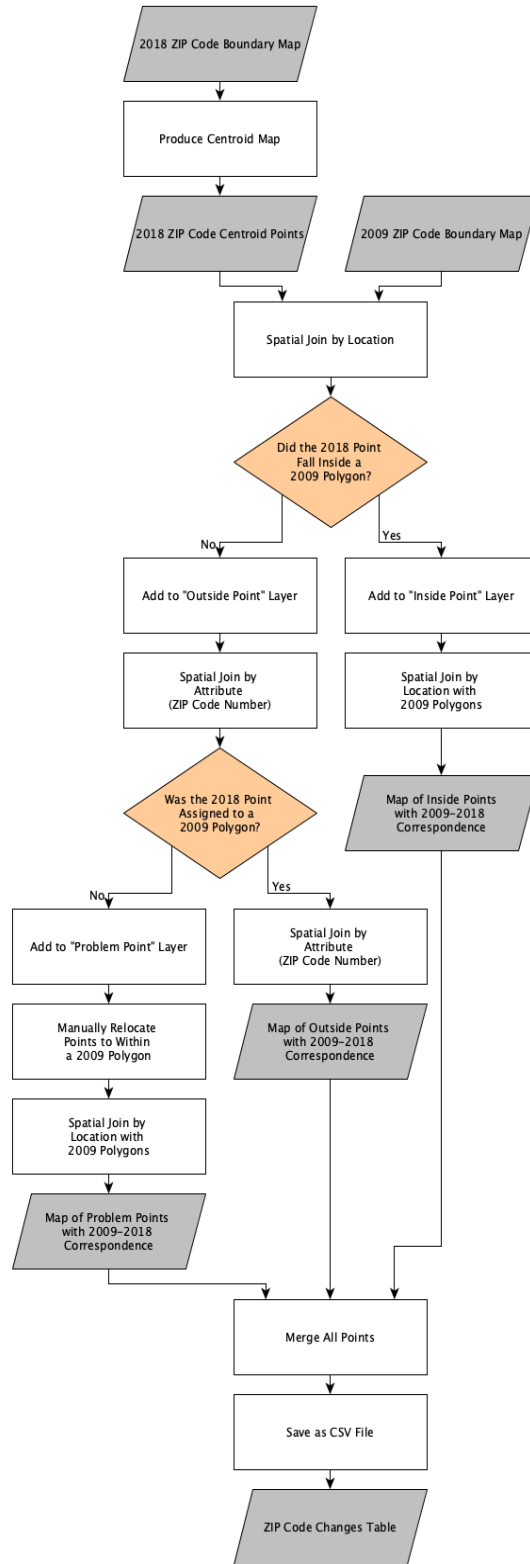 2018 ZIP Code Boundary Map
Produce Centroid Map
2018 ZIP Code Centroid Points
2009 ZIP Code Boundary Map
Spatial Join by Location
Did the 2018 Point
Fall Inside a
2009 Polygon?
No
Yes
Add to "Outside Point" Layer
Add to "Inside Point" Layer
Spatial Join by
Attribute
(ZIP Code Number)
Spatial Join by
Location with
2009 Polygons
Was the 2018 Point
Assigned to a
2009 Polygon?
Map of Inside Points
with 2009-2018
Correspondence
No
Yes
Add to "Problem Point" Layer
Spatial Join by
Attribute
(ZIP Code Number)
Manually Relocate
Points to Within
a 2009 Polygon
Map of Outside Points
with 2009-2018
Correspondence
Spatial Join by
Location with
2009 Polygons
Map of Problem Points
with 2009-2018
Correspondence
Merge All Points
Save as CSV File
ZIP Code Changes Table